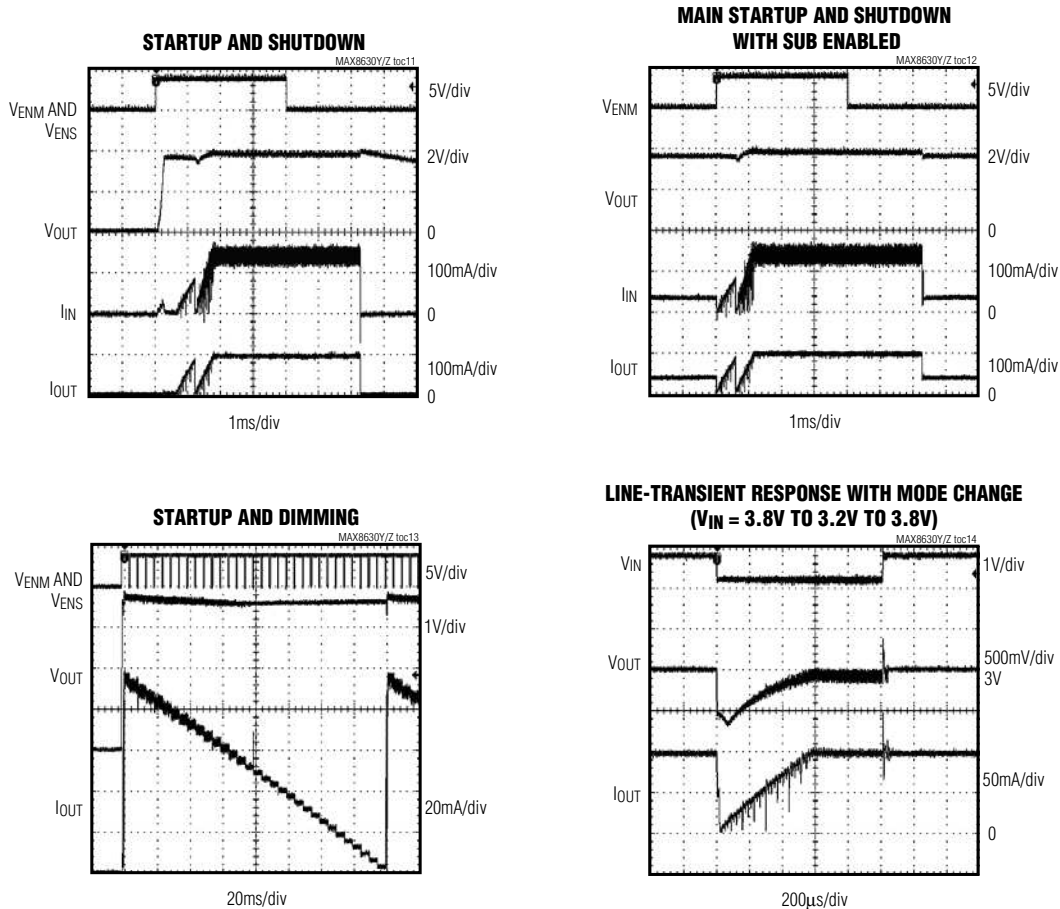 STARTUP AND SHUTDOWN
MAX8630Y/Z toc11
VENM AND
VENS
5V/div
2V/div
VOUT
0
100mA/div
IIN
0
100mA/div
IOUT
0
1ms/div
MAIN STARTUP AND SHUTDOWN
WITH SUB ENABLED
MAX8630Y/Z toc12
VENM
5V/div
2V/div
VOUT
0
100mA/div
IIN
0
100mA/div
IOUT
0
1ms/div
STARTUP AND DIMMING
MAX8630Y/Z toc13
VENM AND
VENS
5V/div
1V/div
VOUT
IOUT
20mA/div
20ms/div
LINE-TRANSIENT RESPONSE WITH MODE CHANGE
(VIN = 3.8V TO 3.2V TO 3.8V)
MAX8630Y/Z toc14
VIN
1V/div
VOUT
500mV/div
3V
50mA/div
IOUT
0
200μs/div